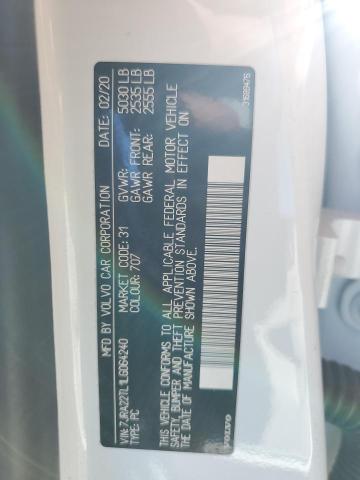 MFD BY VOLVO CAR CORPORATION DATE: 02/20
VIN: 7JRA22TL1LG064240 MARKET CODE: 31 GVWR: 5030 LB
TYPE: PC COLOUR: 707 GAWR FRONT: 2535 LB
GAWR REAR: 2555 LB
THIS VEHICLE CONFORMS TO ALL APPLICABLE FEDERAL MOTOR VEHICLE
SAFETY, BUMPER AND THEFT PREVENTION STANDARDS IN EFFECT ON
THE DATE OF MANUFACTURE SHOWN ABOVE.
VOLVO
31689476